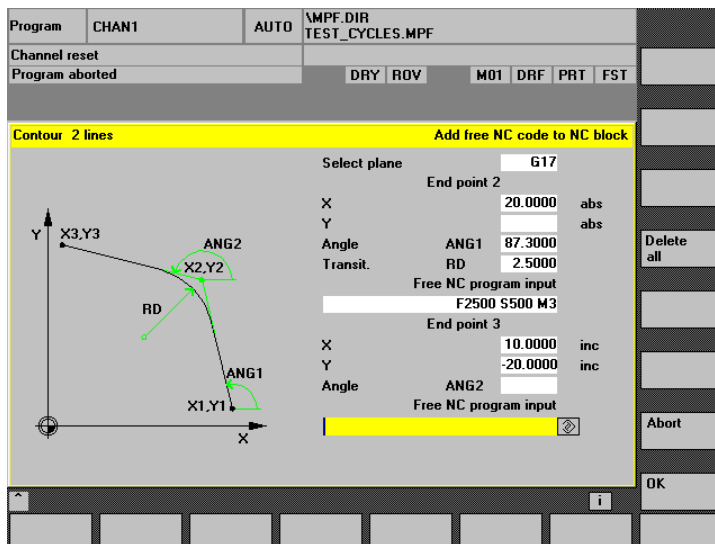 Program CHAN1 AUTO \MPF.DIR
TEST_CYCLES.MPF
Channel reset
Program aborted DRY ROV M01 DRF PRT FST
Contour 2 lines Add free NC code to NC block
Select plane G17
End point 2
X 20.0000 abs
Y abs
Angle ANG1 87.3000
Transit. RD 2.5000
Free NC program input
F2500 S500 M3
End point 3
X 10.0000 inc
Y -20.0000 inc
Angle ANG2
Free NC program input
Y
X3,Y3
ANG2
X2,Y2
RD
ANG1
X1,Y1
X
Delete
all
Abort
OK
^
i